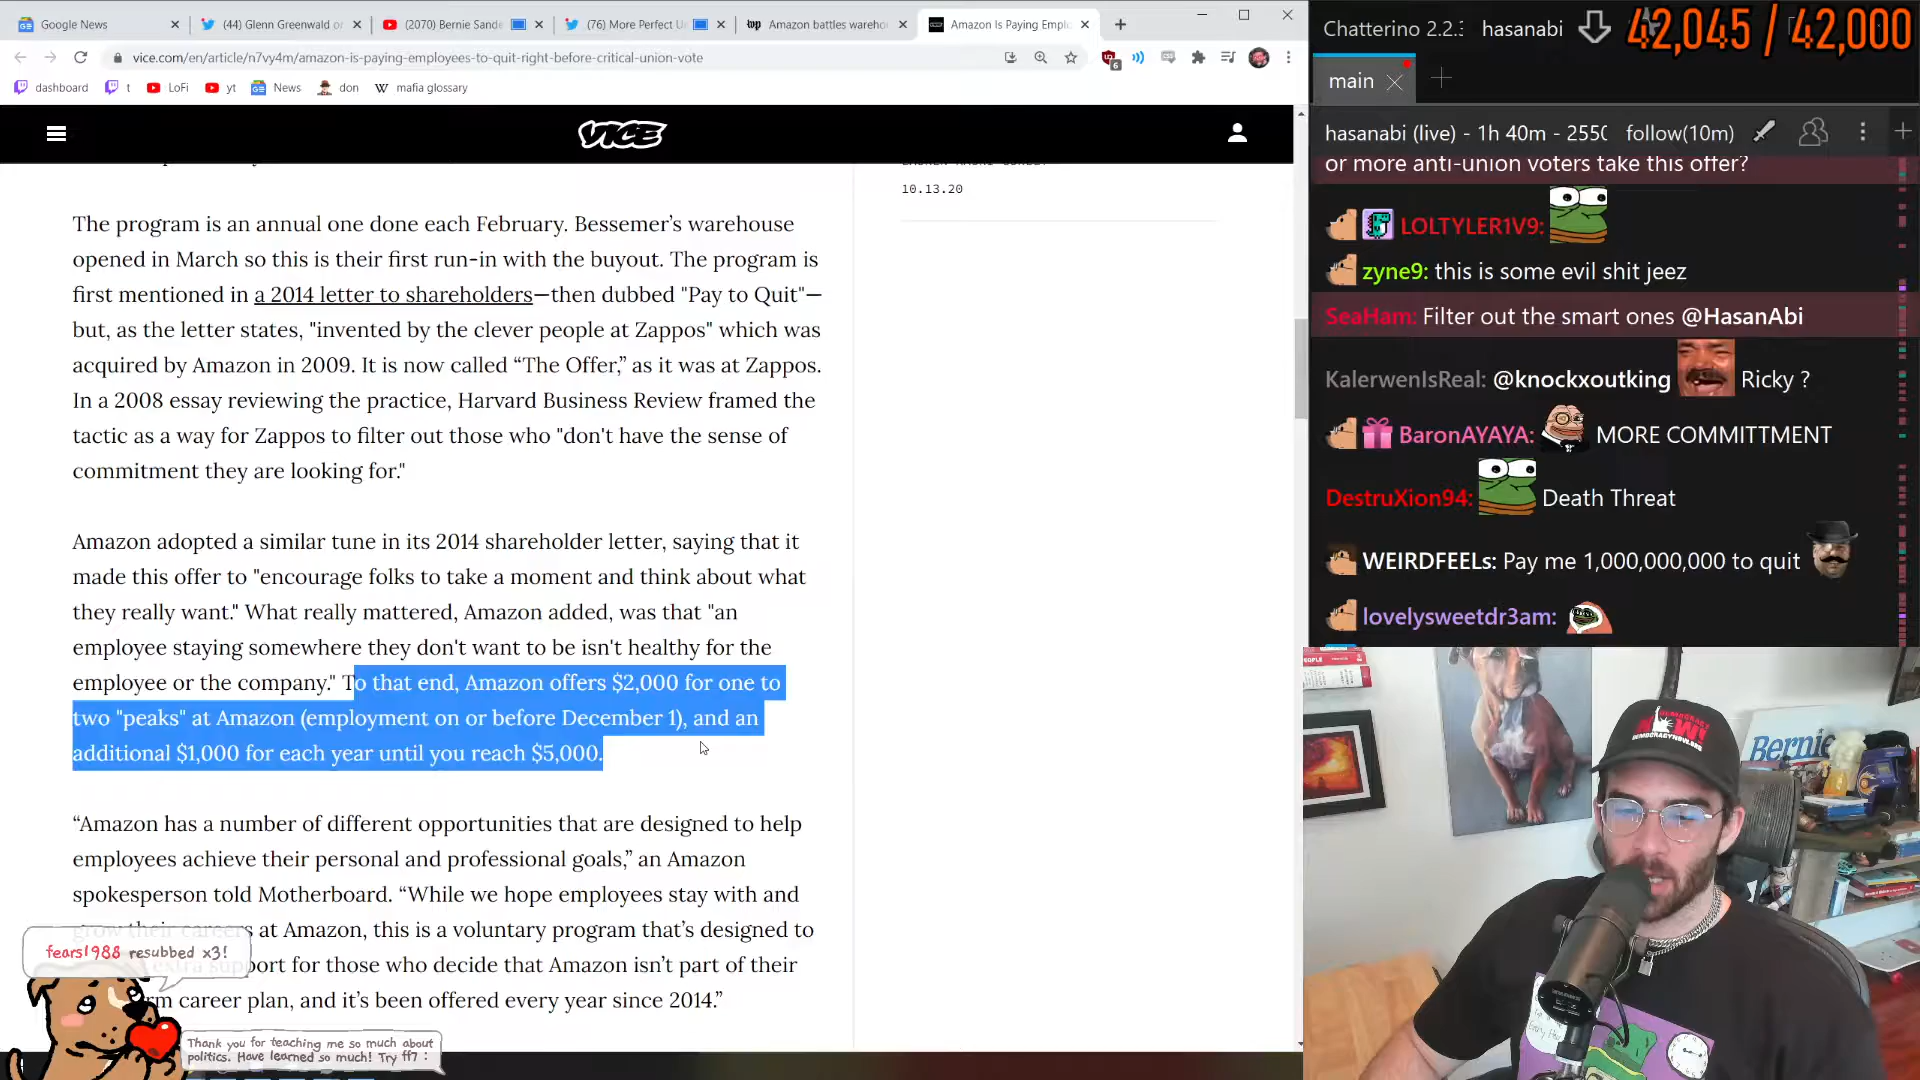 Google News
(44) Glenn Greenwald or
(2070) Bernie Sande
(76) More Perfect U
Amazon battles wareho
Amazon Is Paying Emplo
vice.com/en/article/n7vy4m/amazon-is-paying-employees-to-quit-right-before-critical-union-vote
dashboard
t
LoFi
yt
News
don
mafia glossary
VICE
10.13.20
The program is an annual one done each February. Bessemer’s warehouse
opened in March so this is their first run-in with the buyout. The program is
first mentioned in a 2014 letter to shareholders—then dubbed "Pay to Quit"—
but, as the letter states, "invented by the clever people at Zappos" which was
acquired by Amazon in 2009. It is now called “The Offer,” as it was at Zappos.
In a 2008 essay reviewing the practice, Harvard Business Review framed the
tactic as a way for Zappos to filter out those who "don't have the sense of
commitment they are looking for."
Amazon adopted a similar tune in its 2014 shareholder letter, saying that it
made this offer to "encourage folks to take a moment and think about what
they really want." What really mattered, Amazon added, was that "an
employee staying somewhere they don't want to be isn't healthy for the
employee or the company." To that end, Amazon offers $2,000 for one to
two "peaks" at Amazon (employment on or before December 1), and an
additional $1,000 for each year until you reach $5,000.
“Amazon has a number of different opportunities that are designed to help
employees achieve their personal and professional goals,” an Amazon
spokesperson told Motherboard. “While we hope employees stay with and
grow their careers at Amazon, this is a voluntary program that’s designed to
extra support for those who decide that Amazon isn’t part of their
rm career plan, and it’s been offered every year since 2014.”
fears1988 resubbed x3!
Thank you for teaching me so much about
politics. Have learned so much! Try ff7 :
Chatterino 2.2.3
hasanabi
42,045 / 42,000
main
hasanabi (live) - 1h 40m - 2550
follow(10m)
or more anti-union voters take this offer?
LOLTYLER1V9:
zyne9: this is some evil shit jeez
SeaHam: Filter out the smart ones @HasanAbi
KalerwenIsReal: @knockxoutking Ricky ?
BaronAYAYA: MORE COMMITTMENT
DestruXion94: Death Threat
WEIRDFEELs: Pay me 1,000,000,000 to quit
lovelysweetdr3am:
PEOPLE
Bernie
DEMOCRACY
NOW!
DEMOCRACYNOW.ORG